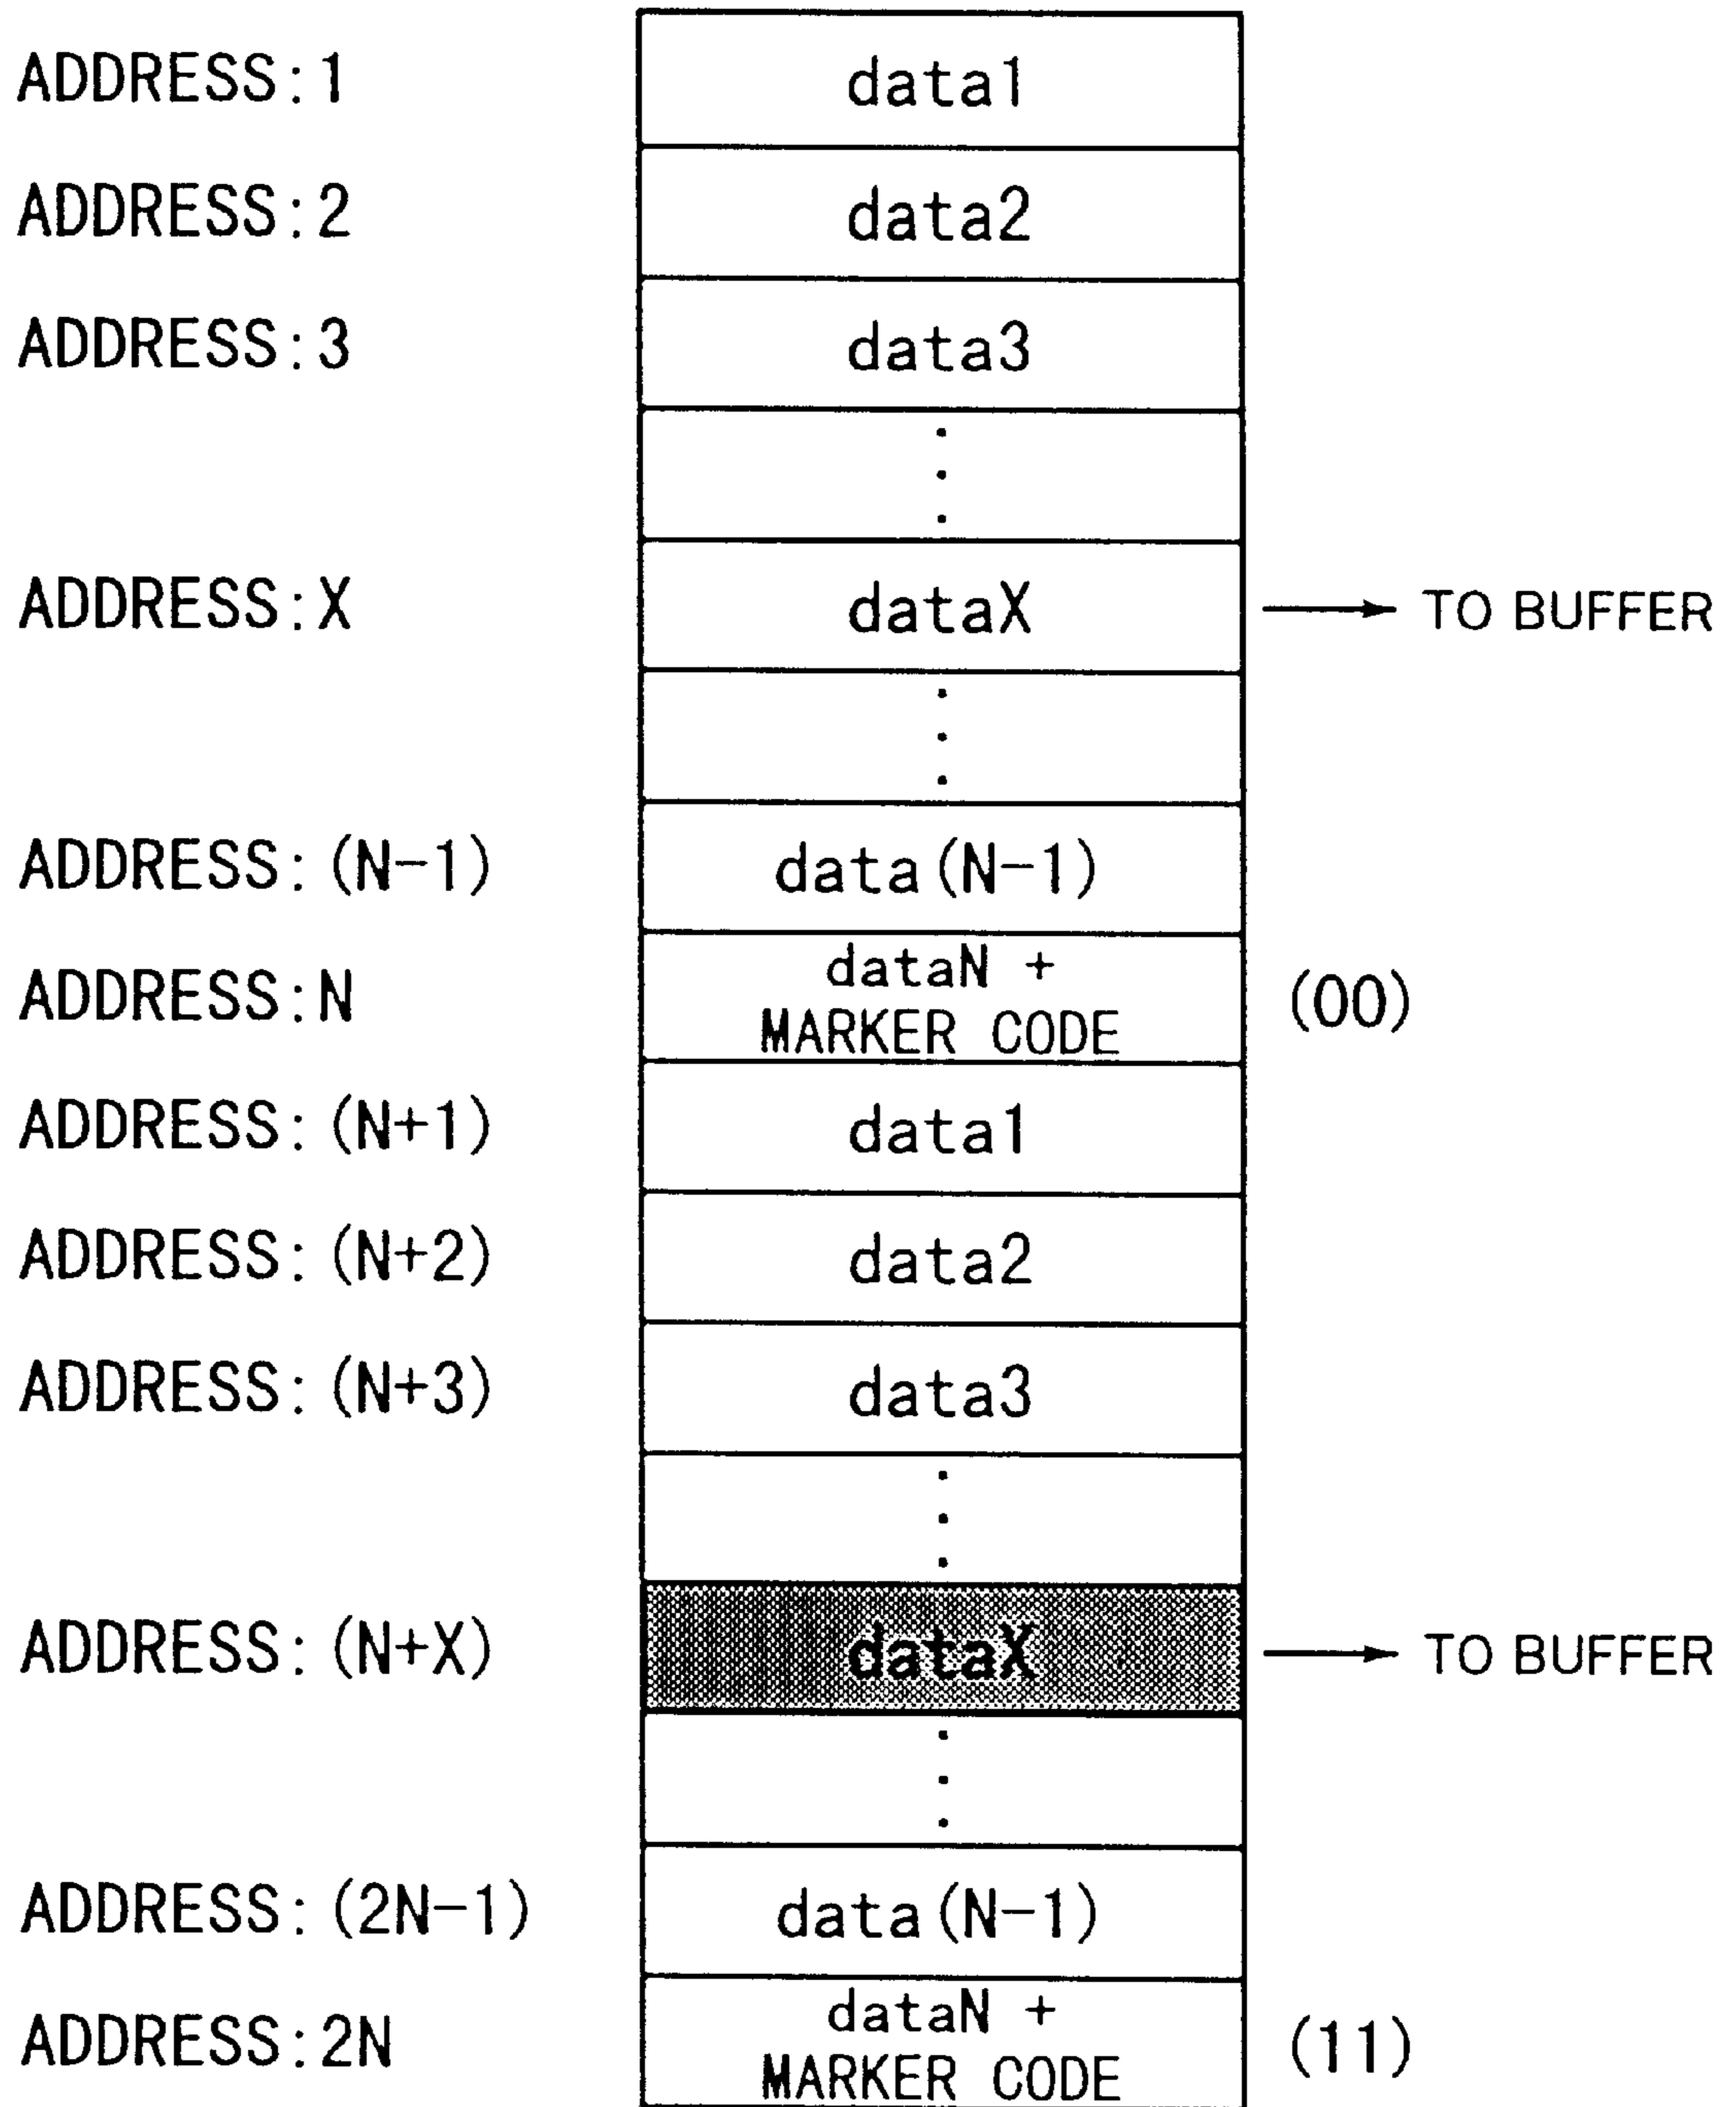 ADDRESS:1 data1
ADDRESS:2 data2
ADDRESS:3 data3
ADDRESS:X dataX TO BUFFER
ADDRESS:(N-1) data(N-1)
ADDRESS:N dataN + (00)
MARKER CODE
ADDRESS:(N+1) data1
ADDRESS:(N+2) data2
ADDRESS:(N+3) data3
ADDRESS:(N+X) dataX TO BUFFER
ADDRESS:(2N-1) data(N-1)
ADDRESS:2N dataN + (11)
MARKER CODE